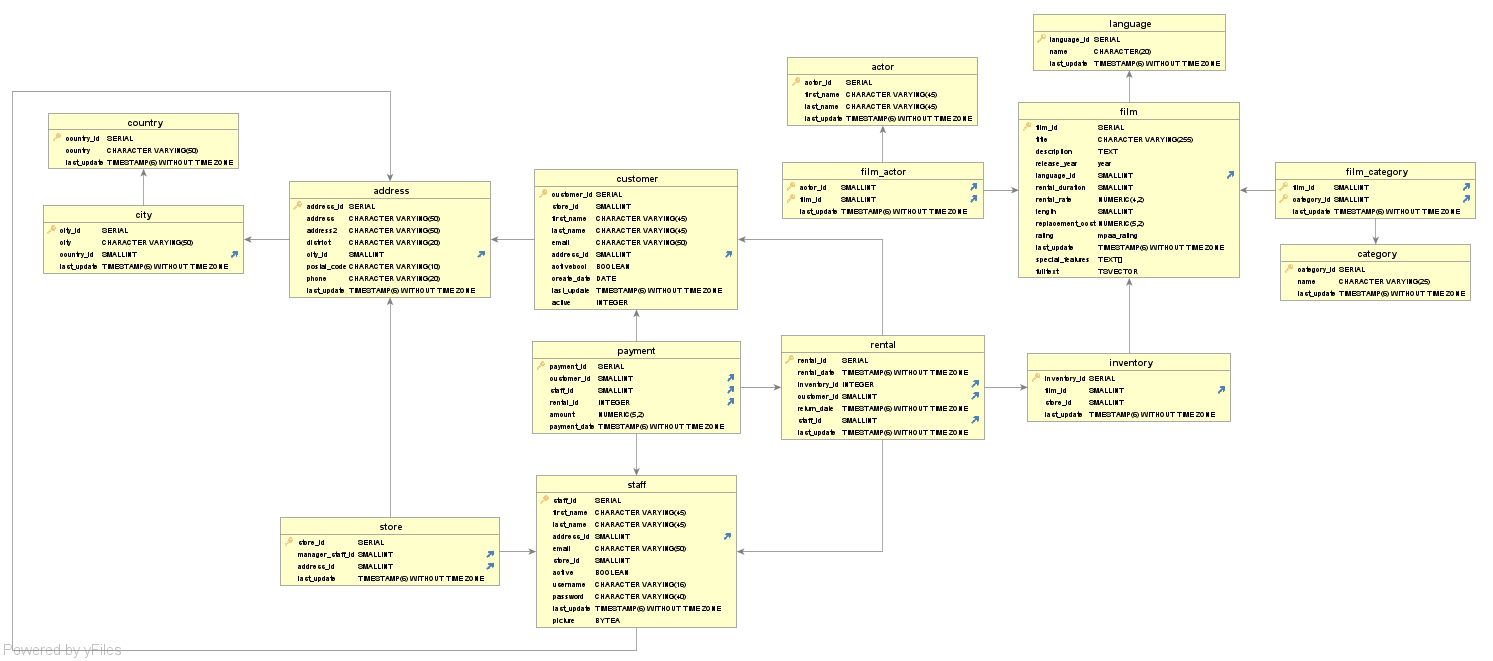 language
language_id SERIAL
name CHARACTER(20)
last_update TIMESTAMP(6) WITHOUT TIME ZONE
actor
actor_id SERIAL
first_name CHARACTER VARYING(45)
last_name CHARACTER VARYING(45)
last_update TIMESTAMP(6) WITHOUT TIME ZONE
film
film_id SERIAL
title CHARACTER VARYING(255)
description TEXT
release_year year
language_id SMALLINT
rental_duration SMALLINT
rental_rate NUMERIC(4,2)
length SMALLINT
replacement_cost NUMERIC(5,2)
rating mpaa_rating
last_update TIMESTAMP(6) WITHOUT TIME ZONE
special_features TEXT[]
fulltext TSVECTOR
country
country_id SERIAL
country CHARACTER VARYING(50)
last_update TIMESTAMP(6) WITHOUT TIME ZONE
film_actor
actor_id SMALLINT
film_id SMALLINT
last_update TIMESTAMP(6) WITHOUT TIME ZONE
film_category
film_id SMALLINT
category_id SMALLINT
last_update TIMESTAMP(6) WITHOUT TIME ZONE
customer
customer_id SERIAL
store_id SMALLINT
first_name CHARACTER VARYING(45)
last_name CHARACTER VARYING(45)
email CHARACTER VARYING(50)
address_id SMALLINT
activebool BOOLEAN
create_date DATE
last_update TIMESTAMP(6) WITHOUT TIME ZONE
active INTEGER
address
address_id SERIAL
address CHARACTER VARYING(50)
address2 CHARACTER VARYING(50)
district CHARACTER VARYING(20)
city_id SMALLINT
postal_code CHARACTER VARYING(10)
phone CHARACTER VARYING(20)
last_update TIMESTAMP(6) WITHOUT TIME ZONE
city
city_id SERIAL
city CHARACTER VARYING(50)
country_id SMALLINT
last_update TIMESTAMP(6) WITHOUT TIME ZONE
category
category_id SERIAL
name CHARACTER VARYING(25)
last_update TIMESTAMP(6) WITHOUT TIME ZONE
payment
payment_id SERIAL
customer_id SMALLINT
staff_id SMALLINT
rental_id INTEGER
amount NUMERIC(5,2)
payment_date TIMESTAMP(6) WITHOUT TIME ZONE
rental
rental_id SERIAL
rental_date TIMESTAMP(6) WITHOUT TIME ZONE
inventory_id INTEGER
customer_id SMALLINT
return_date TIMESTAMP(6) WITHOUT TIME ZONE
staff_id SMALLINT
last_update TIMESTAMP(6) WITHOUT TIME ZONE
inventory
inventory_id SERIAL
film_id SMALLINT
store_id SMALLINT
last_update TIMESTAMP(6) WITHOUT TIME ZONE
staff
staff_id SERIAL
first_name CHARACTER VARYING(45)
last_name CHARACTER VARYING(45)
address_id SMALLINT
email CHARACTER VARYING(50)
store_id SMALLINT
active BOOLEAN
username CHARACTER VARYING(16)
password CHARACTER VARYING(40)
last_update TIMESTAMP(6) WITHOUT TIME ZONE
picture BYTEA
store
store_id SERIAL
manager_staff_id SMALLINT
address_id SMALLINT
last_update TIMESTAMP(6) WITHOUT TIME ZONE
Powered by yFiles